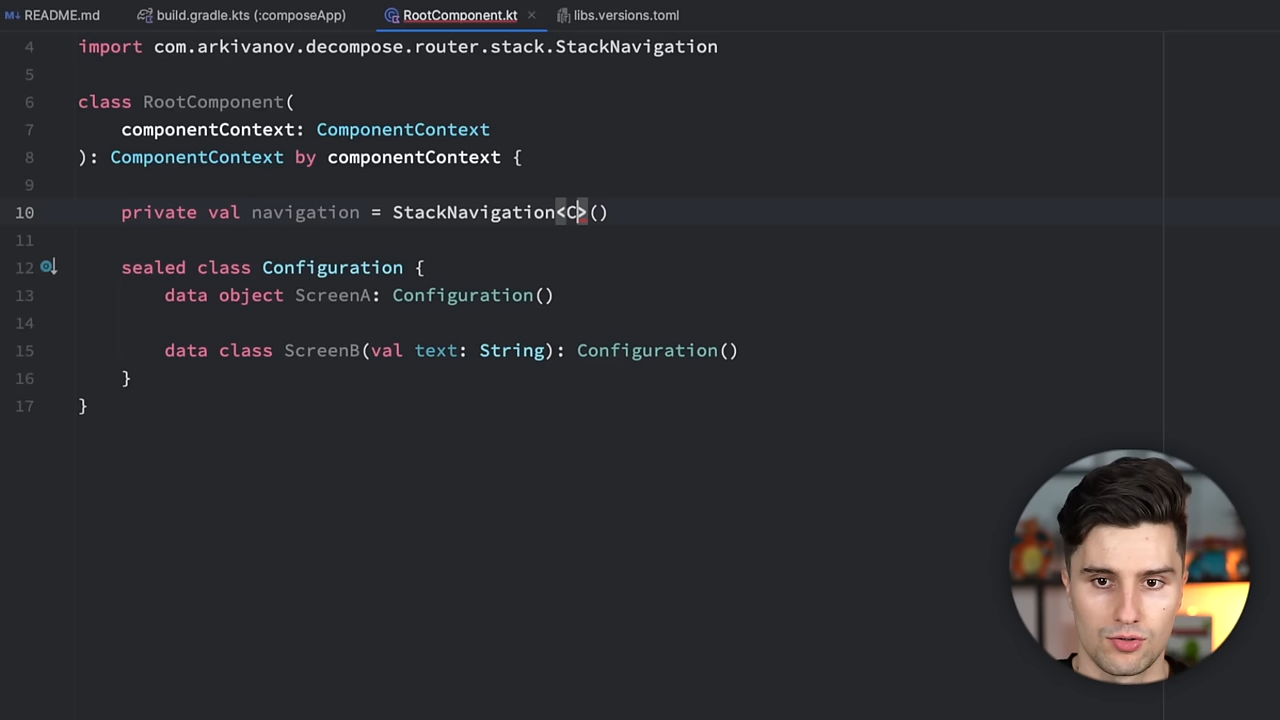 README.md
build.gradle.kts (:composeApp)
RootComponent.kt
libs.versions.toml
4 import com.arkivanov.decompose.router.stack.StackNavigation
5
6 class RootComponent(
7 componentContext: ComponentContext
8 ): ComponentContext by componentContext {
9
10 private val navigation = StackNavigation<C>()
11
12 sealed class Configuration {
13 data object ScreenA: Configuration()
14
15 data class ScreenB(val text: String): Configuration()
16 }
17 }